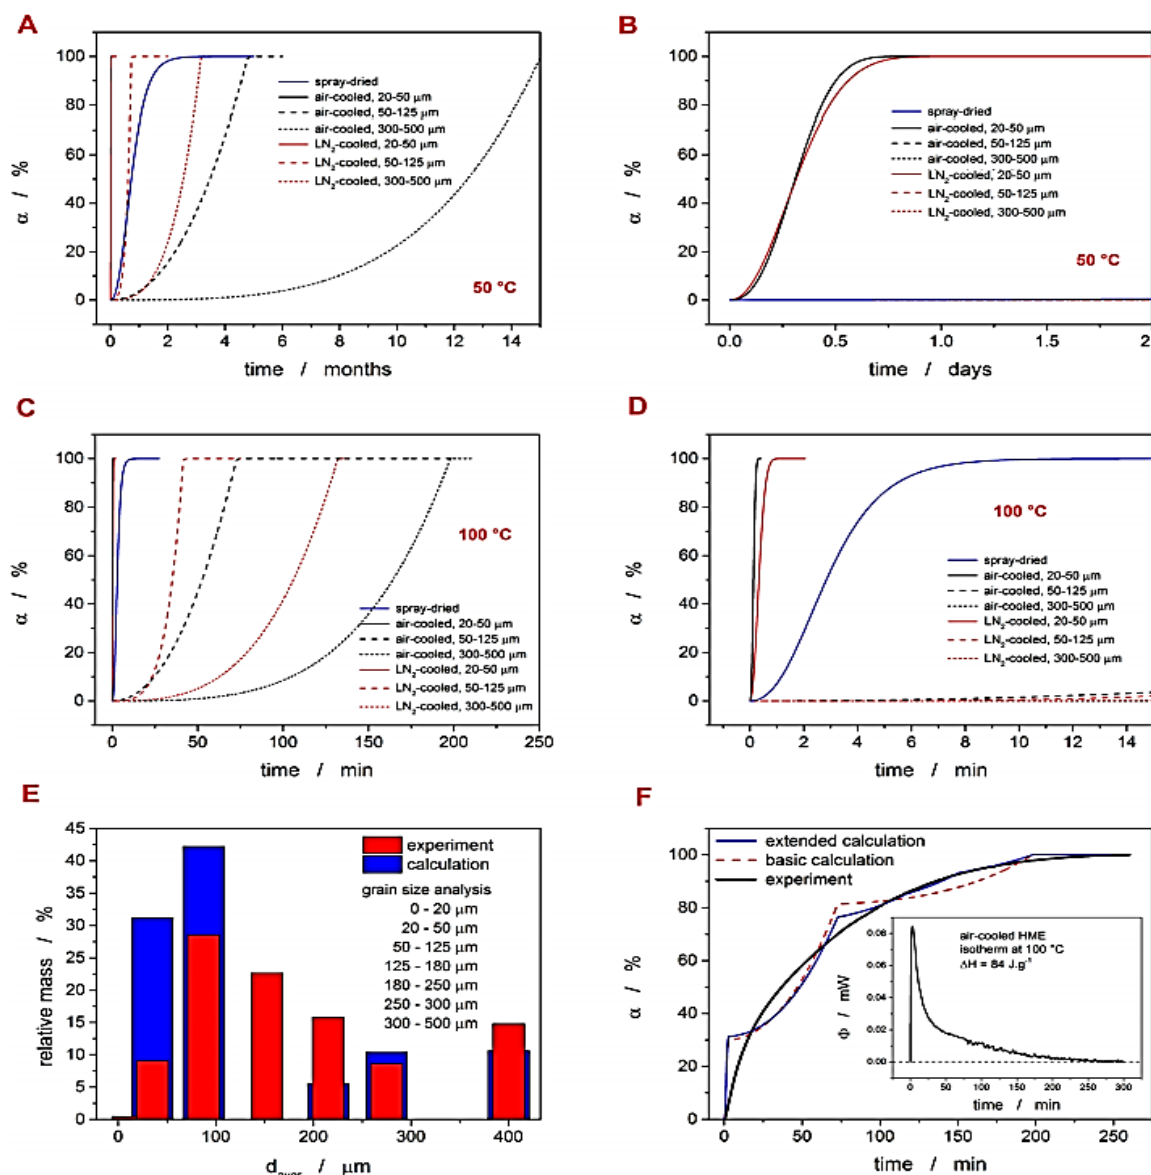 A
α / %
100
80
60
40
20
0
spray-dried
air-cooled, 20-50 μm
air-cooled, 50-125 μm
air-cooled, 300-500 μm
LN₂-cooled, 20-50 μm
LN₂-cooled, 50-125 μm
LN₂-cooled, 300-500 μm
50 °C
0 2 4 6 8 10 12 14
time / months
B
α / %
100
80
60
40
20
0
spray-dried
air-cooled, 20-50 μm
air-cooled, 50-125 μm
air-cooled, 300-500 μm
LN₂-cooled, 20-50 μm
LN₂-cooled, 50-125 μm
LN₂-cooled, 300-500 μm
50 °C
0.0 0.5 1.0 1.5
time / days
C
α / %
100
80
60
40
20
0
100 °C
spray-dried
air-cooled, 20-50 μm
air-cooled, 50-125 μm
air-cooled, 300-500 μm
LN₂-cooled, 20-50 μm
LN₂-cooled, 50-125 μm
LN₂-cooled, 300-500 μm
0 50 100 150 200 250
time / min
D
α / %
100
80
60
40
20
0
100 °C
spray-dried
air-cooled, 20-50 μm
air-cooled, 50-125 μm
air-cooled, 300-500 μm
LN₂-cooled, 20-50 μm
LN₂-cooled, 50-125 μm
LN₂-cooled, 300-500 μm
0 2 4 6 8 10 12 14
time / min
E
relative mass / %
45
40
35
30
25
20
15
10
5
0
experiment
calculation
grain size analysis
0 - 20 μm
20 - 50 μm
50 - 125 μm
125 - 180 μm
180 - 250 μm
250 - 300 μm
300 - 500 μm
0 100 200 300 400
/ μm
F
α / %
100
80
60
40
20
0
extended calculation
basic calculation
experiment
air-cooled HME
isotherm at 100 °C
ΔH = 84 J.g⁻¹
Φ / mW
0.08
0.04
0.02
0.00
0 50 100 150 200 250 300
time / min
0 50 100 150 200 250
time / min